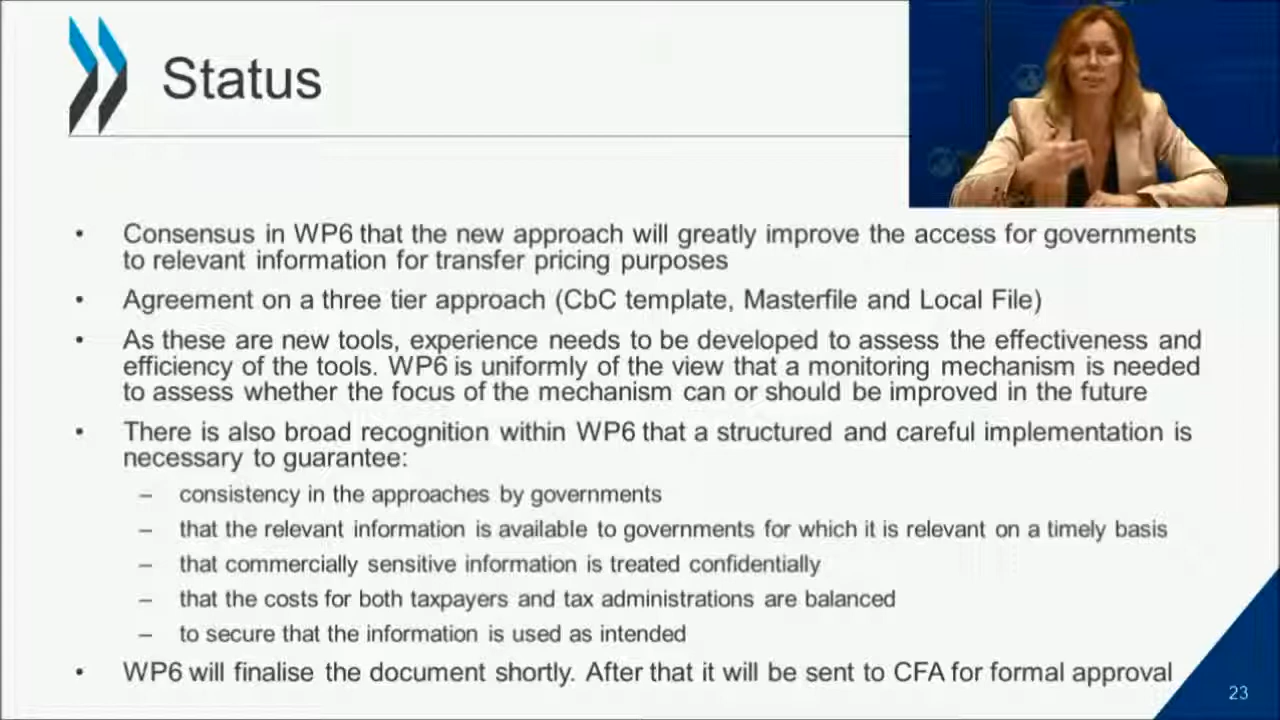 Status
• Consensus in WP6 that the new approach will greatly improve the access for governments
to relevant information for transfer pricing purposes
• Agreement on a three tier approach (CbC template, Masterfile and Local File)
• As these are new tools, experience needs to be developed to assess the effectiveness and
efficiency of the tools. WP6 is uniformly of the view that a monitoring mechanism is needed
to assess whether the focus of the mechanism can or should be improved in the future
• There is also broad recognition within WP6 that a structured and careful implementation is
necessary to guarantee:
– consistency in the approaches by governments
– that the relevant information is available to governments for which it is relevant on a timely basis
– that commercially sensitive information is treated confidentially
– that the costs for both taxpayers and tax administrations are balanced
– to secure that the information is used as intended
• WP6 will finalise the document shortly. After that it will be sent to CFA for formal approval
23